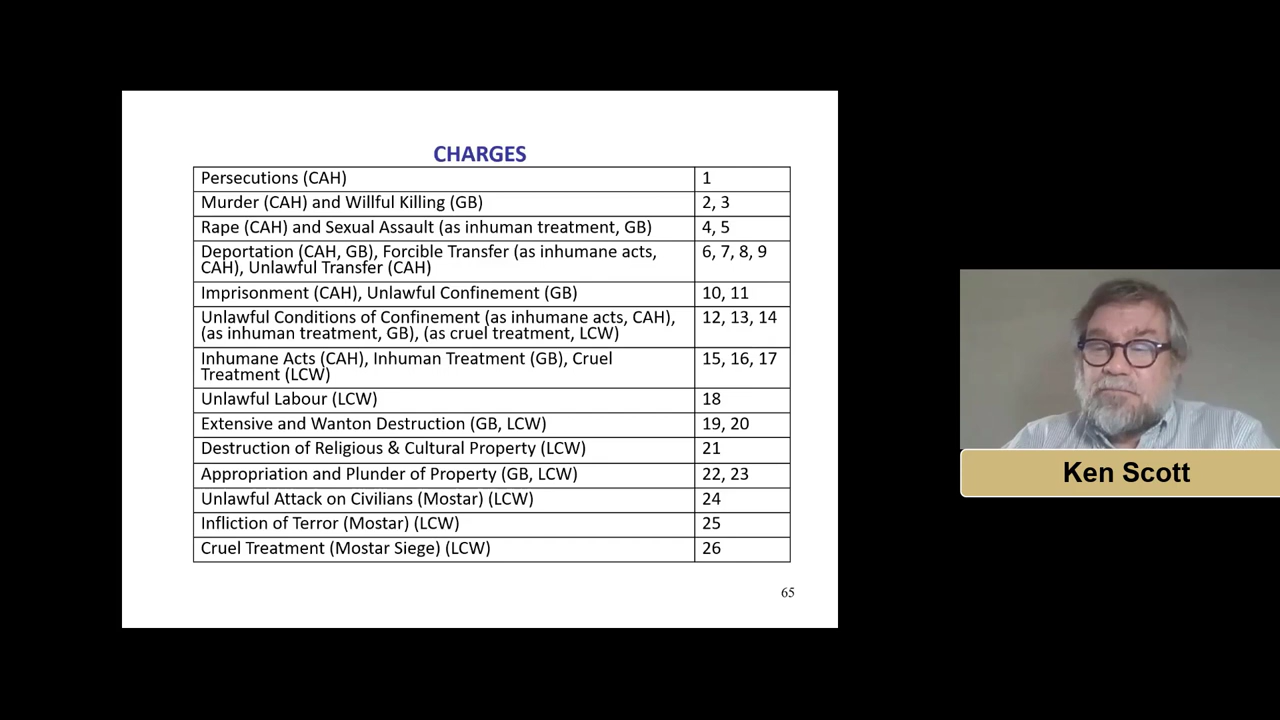 CHARGES
Persecutions (CAH) 1
Murder (CAH) and Willful Killing (GB) 2, 3
Rape (CAH) and Sexual Assault (as inhuman treatment, GB) 4, 5
Deportation (CAH, GB), Forcible Transfer (as inhumane acts, 6, 7, 8, 9
CAH), Unlawful Transfer (CAH)
Imprisonment (CAH), Unlawful Confinement (GB) 10, 11
Unlawful Conditions of Confinement (as inhumane acts, CAH), 12, 13, 14
(as inhuman treatment, GB), (as cruel treatment, LCW)
Inhumane Acts (CAH), Inhuman Treatment (GB), Cruel 15, 16, 17
Treatment (LCW)
Unlawful Labour (LCW) 18
Extensive and Wanton Destruction (GB, LCW) 19, 20
Destruction of Religious & Cultural Property (LCW) 21
Appropriation and Plunder of Property (GB, LCW) 22, 23
Unlawful Attack on Civilians (Mostar) (LCW) 24
Infliction of Terror (Mostar) (LCW) 25
Cruel Treatment (Mostar Siege) (LCW) 26
65
Ken Scott